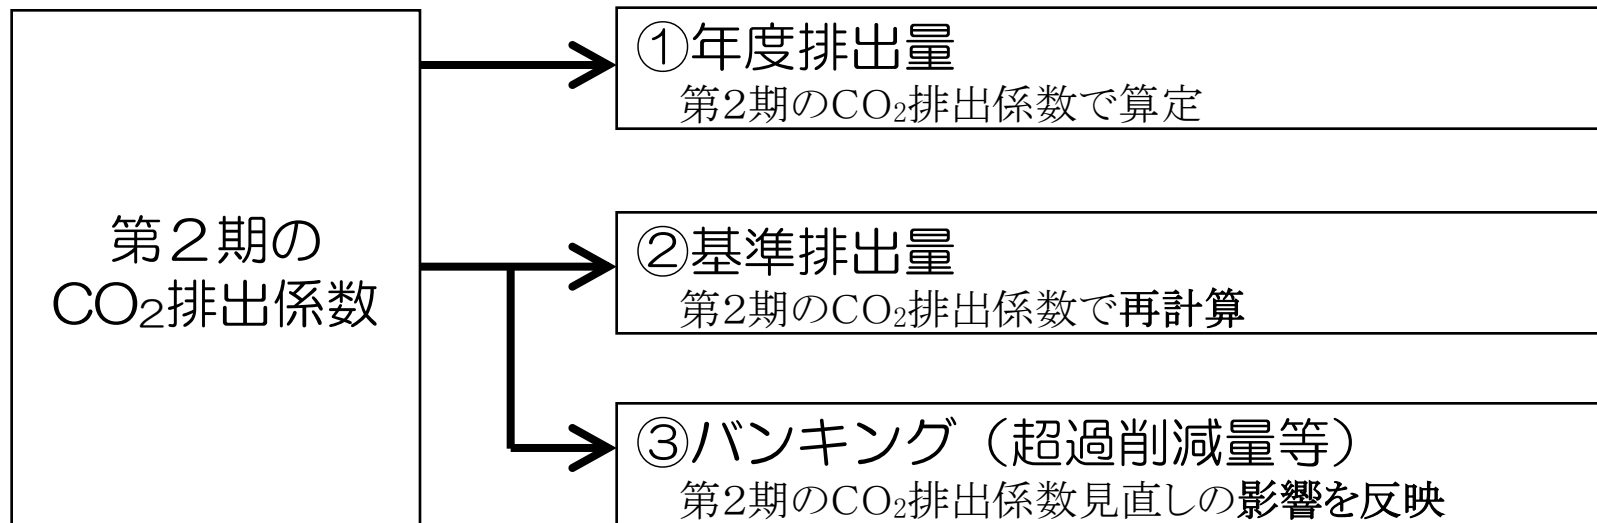 第２期の
CO₂排出係数
①年度排出量
第2期のCO₂排出係数で算定
②基準排出量
第2期のCO₂排出係数で再計算
③バンキング（超過削減量等）
第2期のCO₂排出係数見直しの影響を反映